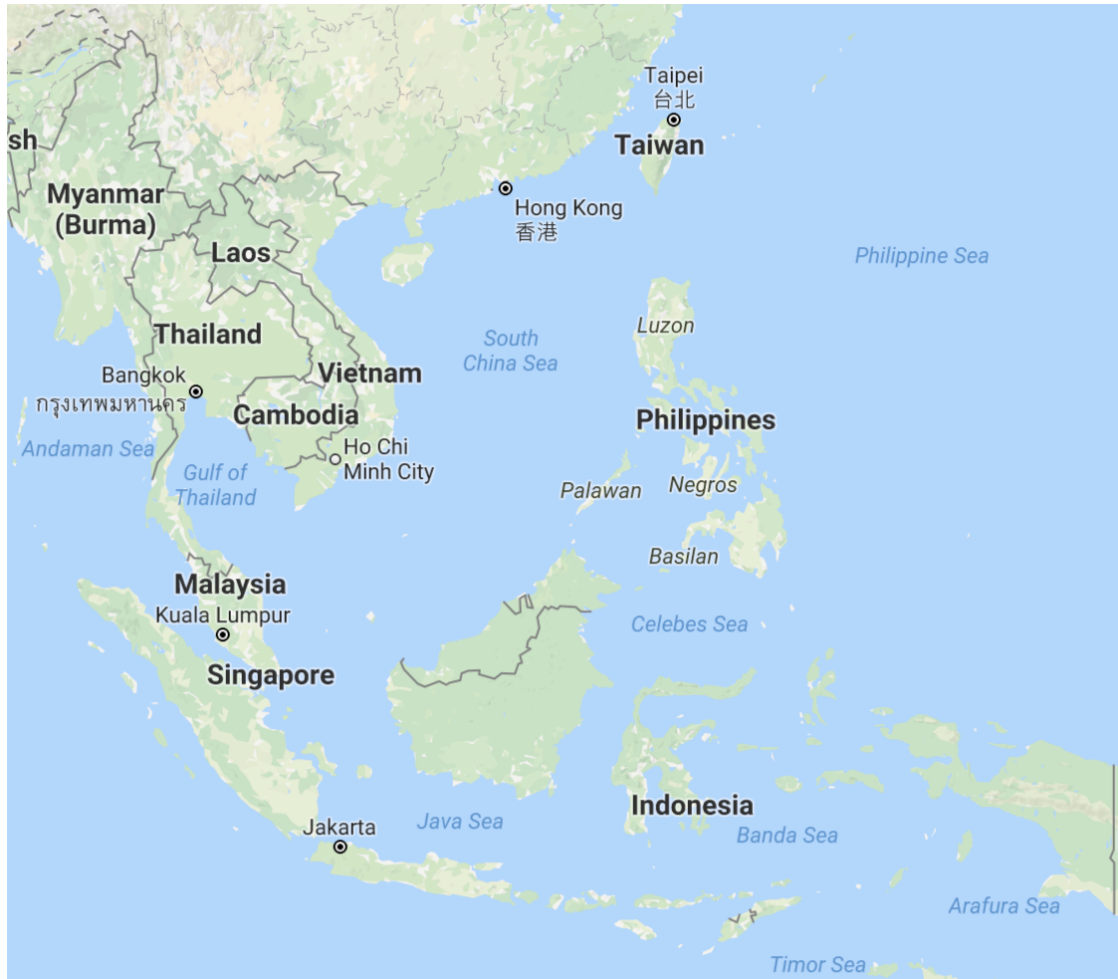 Taipei
台北
Taiwan
sh
Myanmar
(Burma)
Hong Kong
香港
Laos
Philippine Sea
Luzon
Thailand
South
China Sea
Bangkok
กรุงเทพมหานคร
Vietnam
Cambodia
Philippines
Andaman Sea
Ho Chi
Minh City
Gulf of
Thailand
Palawan
Negros
Basilan
Malaysia
Kuala Lumpur
Celebes Sea
Singapore
Indonesia
Jakarta
Java Sea
Banda Sea
Arafura Sea
Timor Sea